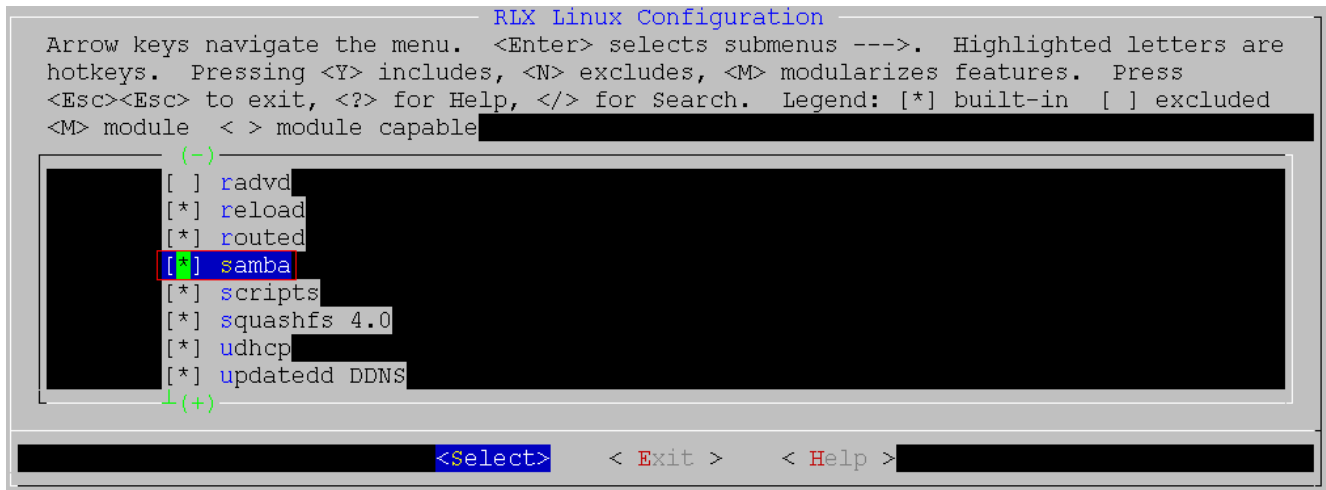 RLX Linux Configuration
Arrow keys navigate the menu.  <Enter> selects submenus --->.  Highlighted letters are
hotkeys.  Pressing <Y> includes, <N> excludes, <M> modularizes features.  Press
<Esc><Esc> to exit, <?> for Help, </> for Search.  Legend: [*] built-in  [ ] excluded
<M> module  < > module capable
(-)
[ ] radvd
[*] reload
[*] routed
[*] samba
[*] scripts
[*] squashfs 4.0
[*] udhcp
[*] updatedd DDNS
(+)
<Select>    < Exit >    < Help >